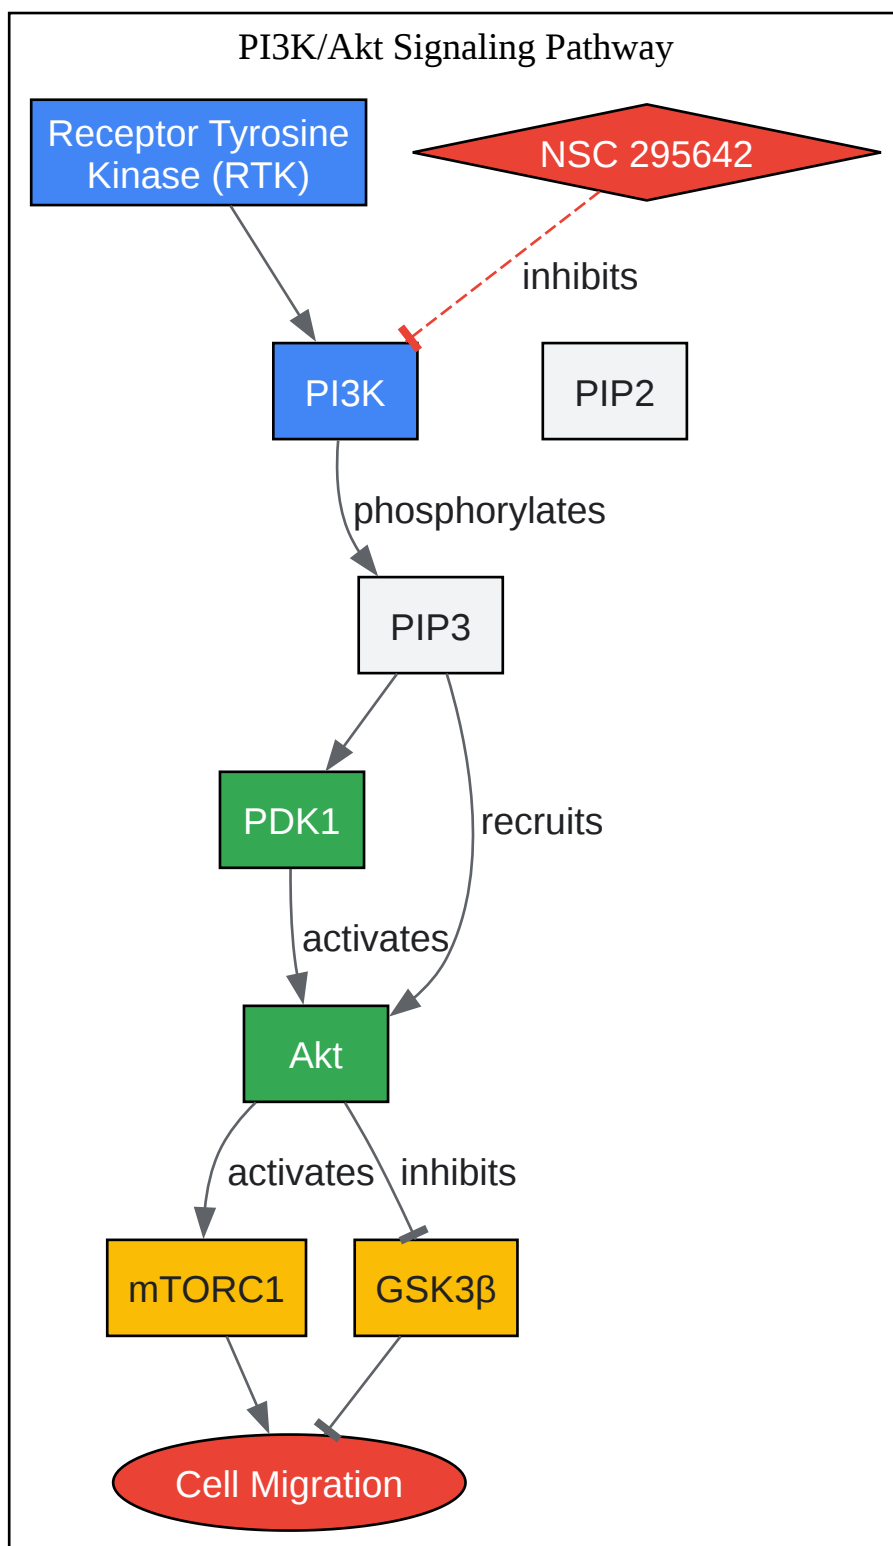 PI3K/Akt Signaling Pathway
Receptor Tyrosine
Kinase (RTK)
NSC 295642
inhibits
PI3K
PIP2
phosphorylates
PIP3
PDK1
recruits
activates
Akt
activates
inhibits
mTORC1
GSK3β
Cell Migration